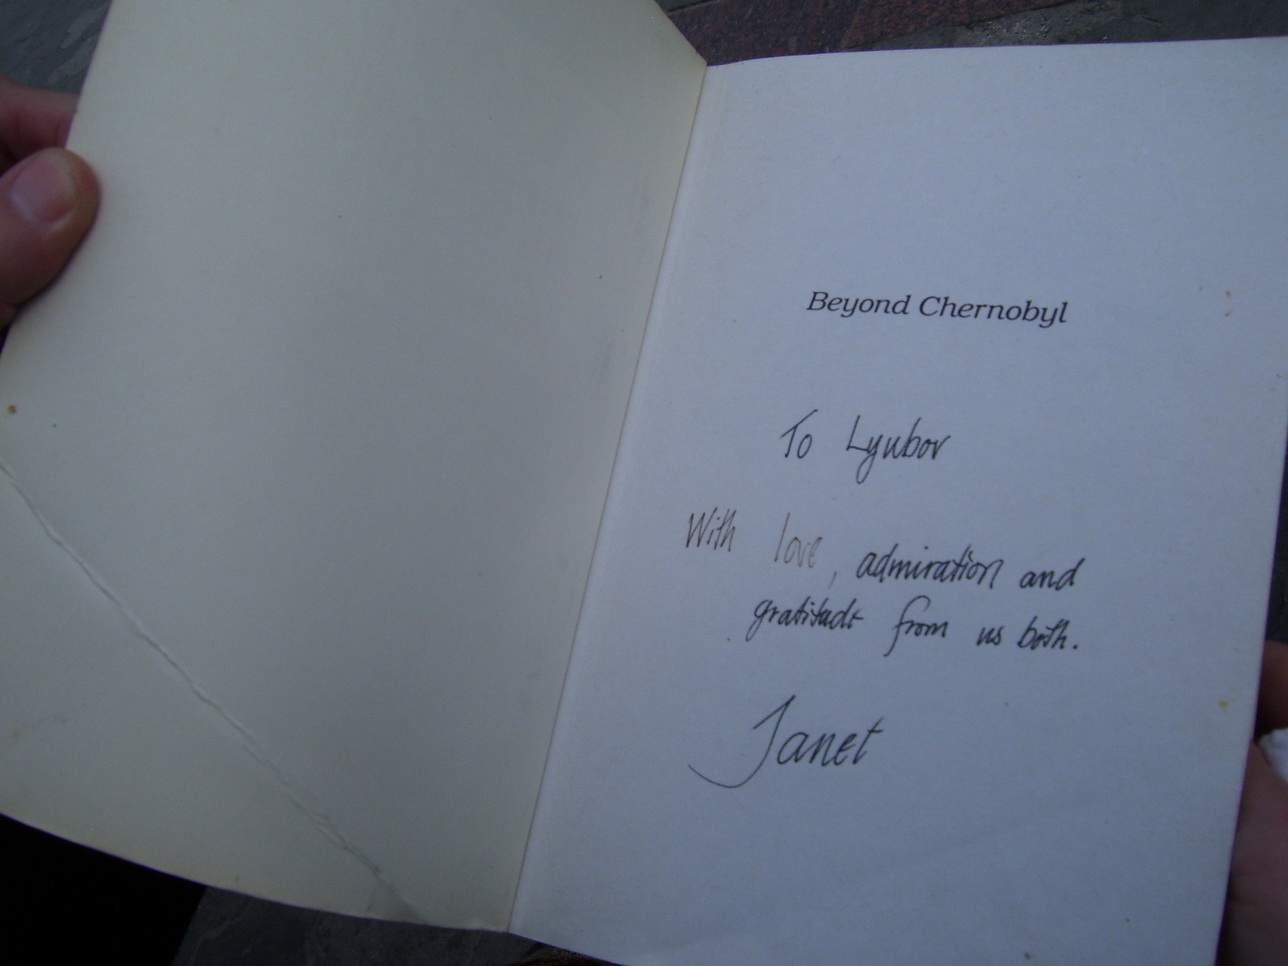 Beyond Chernobyl
To Lyubov
With love, admiration and
gratitude from us both.
Janet